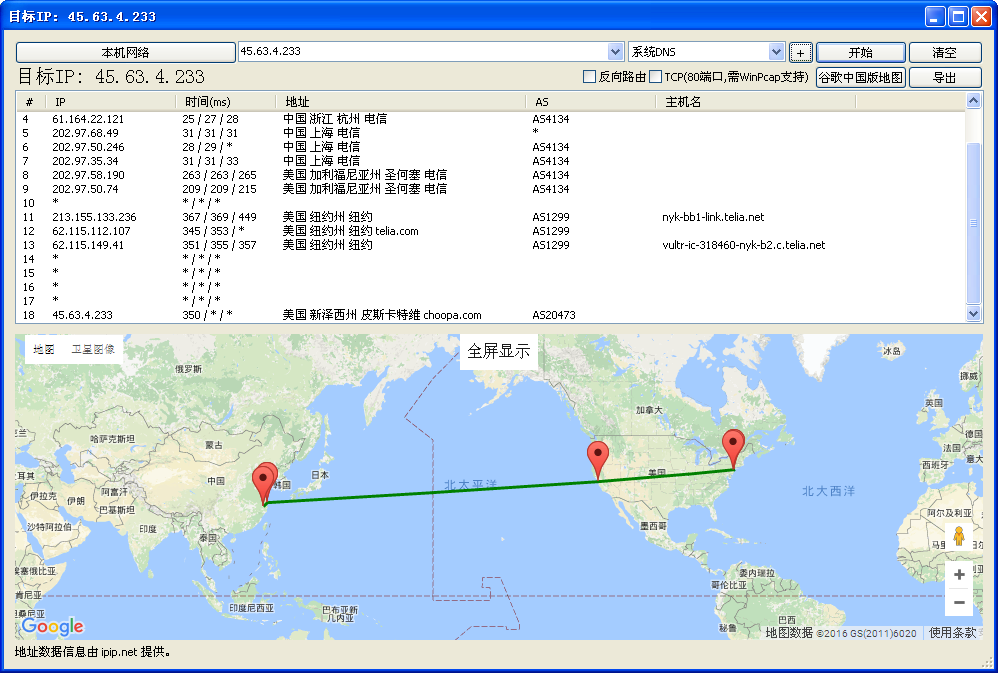 目标IP: 45.63.4.233
本机网络 45.63.4.233 系统DNS + 开始 清空
目标IP: 45.63.4.233 反向路由 TCP(80端口,需WinPcap支持) 谷歌中国版地图 导出
# IP 时间(ms) 地址 AS 主机名
4 61.164.22.121 25 / 27 / 28 中国 浙江 杭州 电信 AS4134
5 202.97.68.49 31 / 31 / 31 中国 上海 电信 *
6 202.97.50.246 28 / 29 / * 中国 上海 电信 AS4134
7 202.97.35.34 31 / 31 / 33 中国 上海 电信 AS4134
8 202.97.58.190 263 / 263 / 265 美国 加利福尼亚州 圣何塞 电信 AS4134
9 202.97.50.74 209 / 209 / 215 美国 加利福尼亚州 圣何塞 电信 AS4134
10 * * / * / *
11 213.155.133.236 367 / 369 / 449 美国 纽约州 纽约 AS1299 nyk-bb1-link.telia.net
12 62.115.112.107 345 / 353 / * 美国 纽约州 纽约 telia.com AS1299
13 62.115.149.41 351 / 355 / 357 美国 纽约州 纽约 AS1299 vultr-ic-318460-nyk-b2.c.telia.net
14 * * / * / *
15 * * / * / *
16 * * / * / *
17 * * / * / *
18 45.63.4.233 350 / * / * 美国 新泽西州 皮斯卡特维 choopa.com AS20473
地图 卫星图像 全屏显示
冰岛
俄罗斯
挪威
英国
加拿大
德国
哈萨克斯坦
蒙古
法国
意大
西班牙
耳其
中国
韩国
日本
美国
北大平洋
北大西洋
伊拉克
伊朗
阿富汗
巴基斯坦
阿尔及利亚
沙特阿拉伯
印度
泰国
墨西哥
埃塞俄比亚
委内瑞拉
哥伦比亚
肯尼亚
印度尼西亚
巴布亚新
几内亚
桑尼亚
巴西
秘鲁
+
−
Google
地图数据 ©2016 GS(2011)6020 使用条款
地址数据信息由 ipip.net 提供。